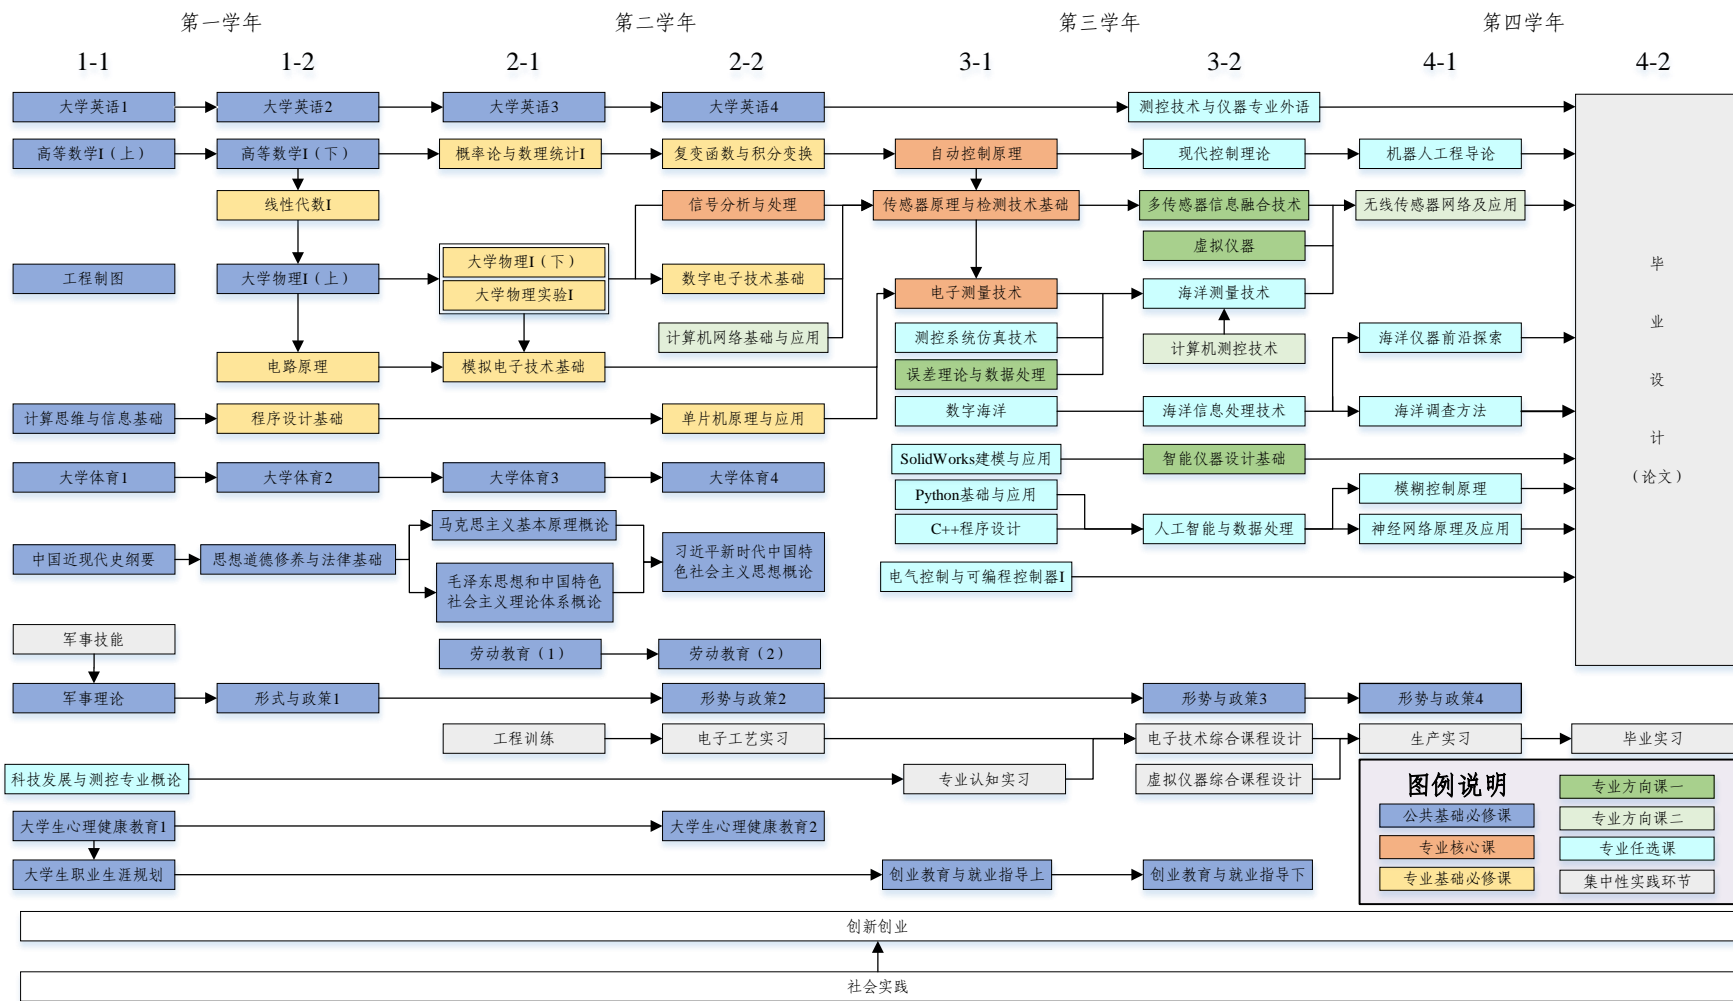 第一学年 第二学年 第三学年 第四学年
1-1 1-2 2-1 2-2 3-1 3-2 4-1 4-2
大学英语1 大学英语2 大学英语3 大学英语4 测控技术与仪器专业外语
高等数学I（上） 高等数学I（下） 概率论与数理统计I 复变函数与积分变换 自动控制原理 现代控制理论 机器人工程导论
线性代数I 信号分析与处理 传感器原理与检测技术基础 多传感器信息融合技术 无线传感器网络及应用
虚拟仪器
大学物理I（下）
工程制图 大学物理I（上） 数字电子技术基础
大学物理实验I 电子测量技术 海洋测量技术
计算机网络基础与应用 测控系统仿真技术 计算机测控技术 海洋仪器前沿探索
电路原理 模拟电子技术基础 误差理论与数据处理
计算思维与信息基础 程序设计基础 单片机原理与应用 数字海洋 海洋信息处理技术 海洋调查方法
SolidWorks建模与应用 智能仪器设计基础
大学体育1 大学体育2 大学体育3 大学体育4
Python基础与应用 模糊控制原理
马克思主义基本原理概论 C++程序设计 人工智能与数据处理 神经网络原理及应用
中国近现代史纲要 思想道德修养与法律基础
习近平新时代中国特
色社会主义思想概论
毛泽东思想和中国特色
社会主义理论体系概论
电气控制与可编程控制器I
毕
业
设
计
(论文)
军事技能
劳动教育（1） 劳动教育（2）
军事理论 形式与政策1 形势与政策2 形势与政策3 形势与政策4
工程训练 电子工艺实习 电子技术综合课程设计 生产实习 毕业实习
科技发展与测控专业概论 专业认知实习 虚拟仪器综合课程设计
大学生心理健康教育1 大学生心理健康教育2
大学生职业生涯规划 创业教育与就业指导上 创业教育与就业指导下
图例说明
专业方向课一
公共基础必修课 专业方向课二
专业核心课 专业任选课
专业基础必修课 集中性实践环节
创新创业
社会实践